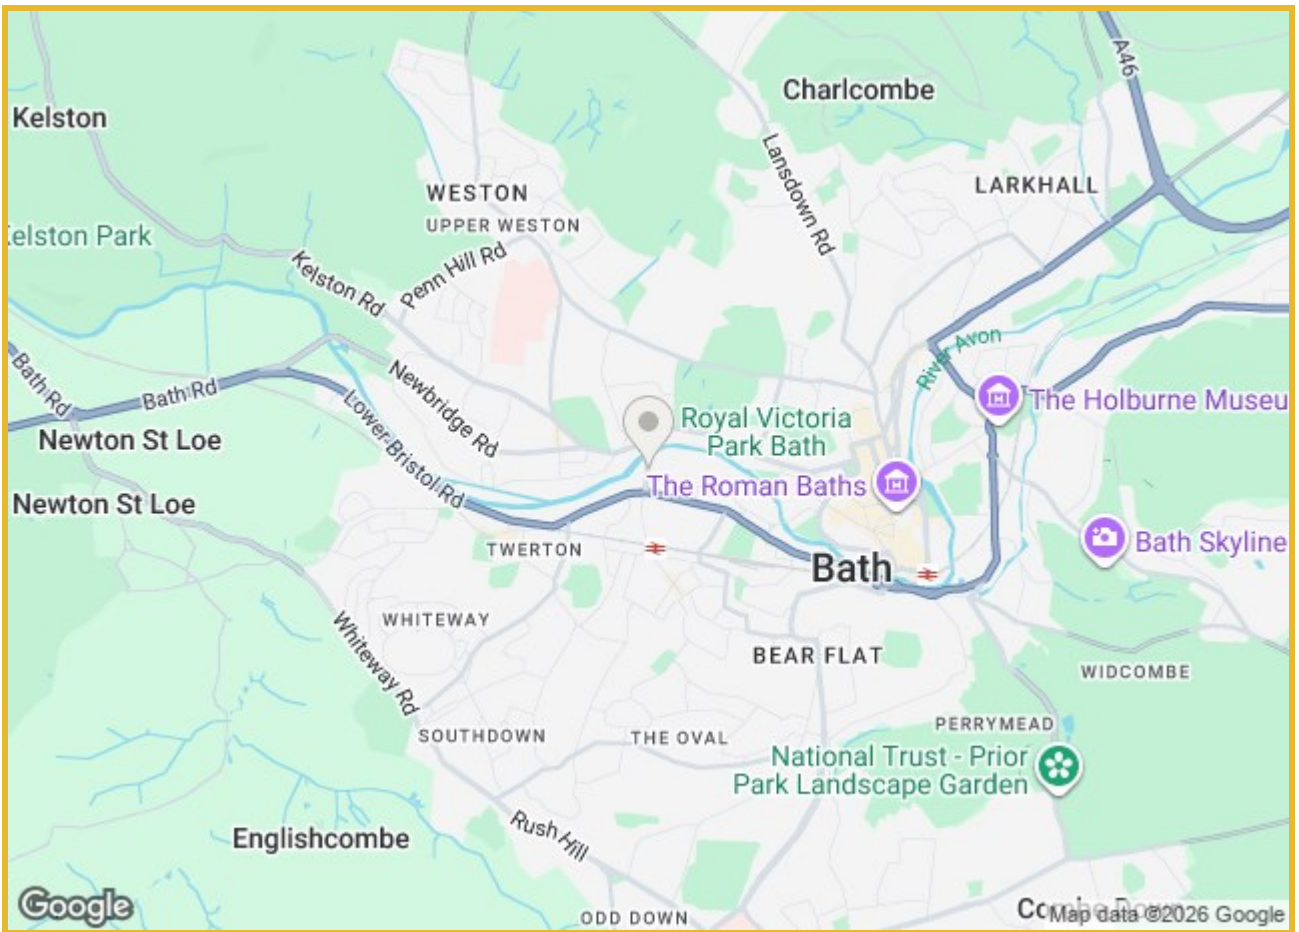 Charlcombe
A46
Kelston
Lansdown Rd
WESTON
UPPER WESTON
LARKHALL
Kelston Park
Penn Hill Rd
Kelston Rd
River Avon
Bath Rd
Bath Rd
Newbridge Rd
Lower Bristol Rd
Royal Victoria
Park Bath
The Holburne Museu
Newton St Loe
The Roman Baths
Newton St Loe
Bath Skyline
TWERTON
Bath
WHITEWAY
Whiteway Rd
BEAR FLAT
WIDCOMBE
PERRYMEAD
SOUTHDOWN
THE OVAL
National Trust - Prior
Park Landscape Garden
Rush Hill
Englishcombe
Google
ODD DOWN
Combe Down
Map data ©2026 Google